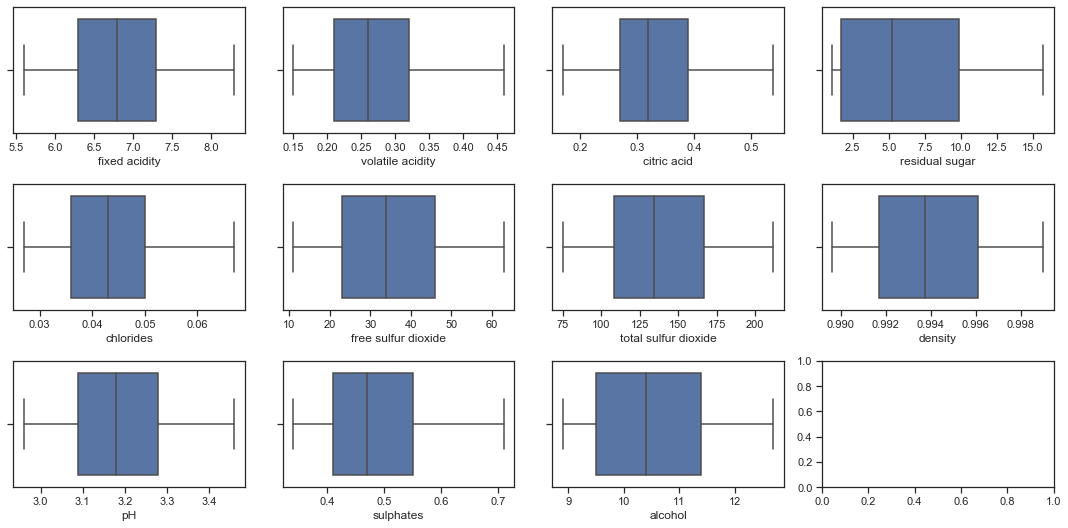 5.5 6.0 6.5 7.0 7.5 8.0
fixed acidity
0.15 0.20 0.25 0.30 0.35 0.40 0.45
volatile acidity
0.2 0.3 0.4 0.5
citric acid
2.5 5.0 7.5 10.0 12.5 15.0
residual sugar
0.03 0.04 0.05 0.06
chlorides
10 20 30 40 50 60
free sulfur dioxide
75 100 125 150 175 200
total sulfur dioxide
0.990 0.992 0.994 0.996 0.998
density
3.0 3.1 3.2 3.3 3.4
pH
0.4 0.5 0.6 0.7
sulphates
9 10 11 12
alcohol
1.0
0.8
0.6
0.4
0.2
0.0
0.0 0.2 0.4 0.6 0.8 1.0